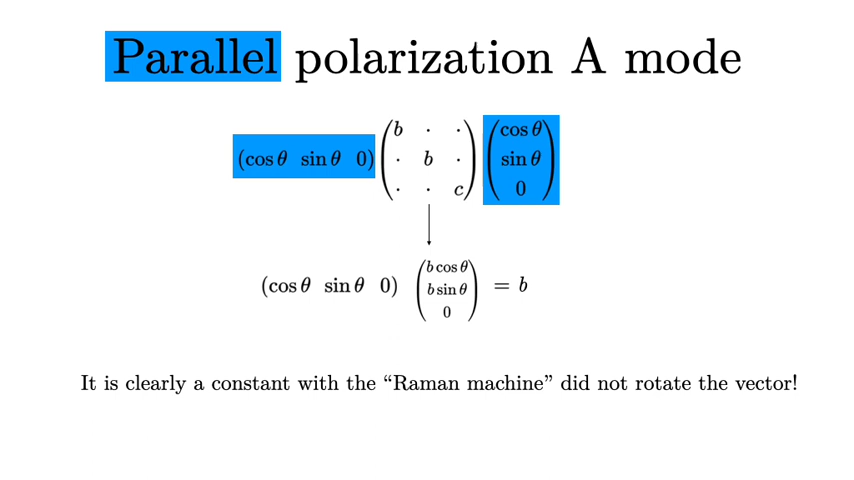 Parallel polarization A mode
(cos θ sin θ 0) (b · ·
· b ·
· · c) (cos θ
sin θ
0)
(cos θ sin θ 0) (b cos θ
b sin θ
0) = b
It is clearly a constant with the “Raman machine” did not rotate the vector!